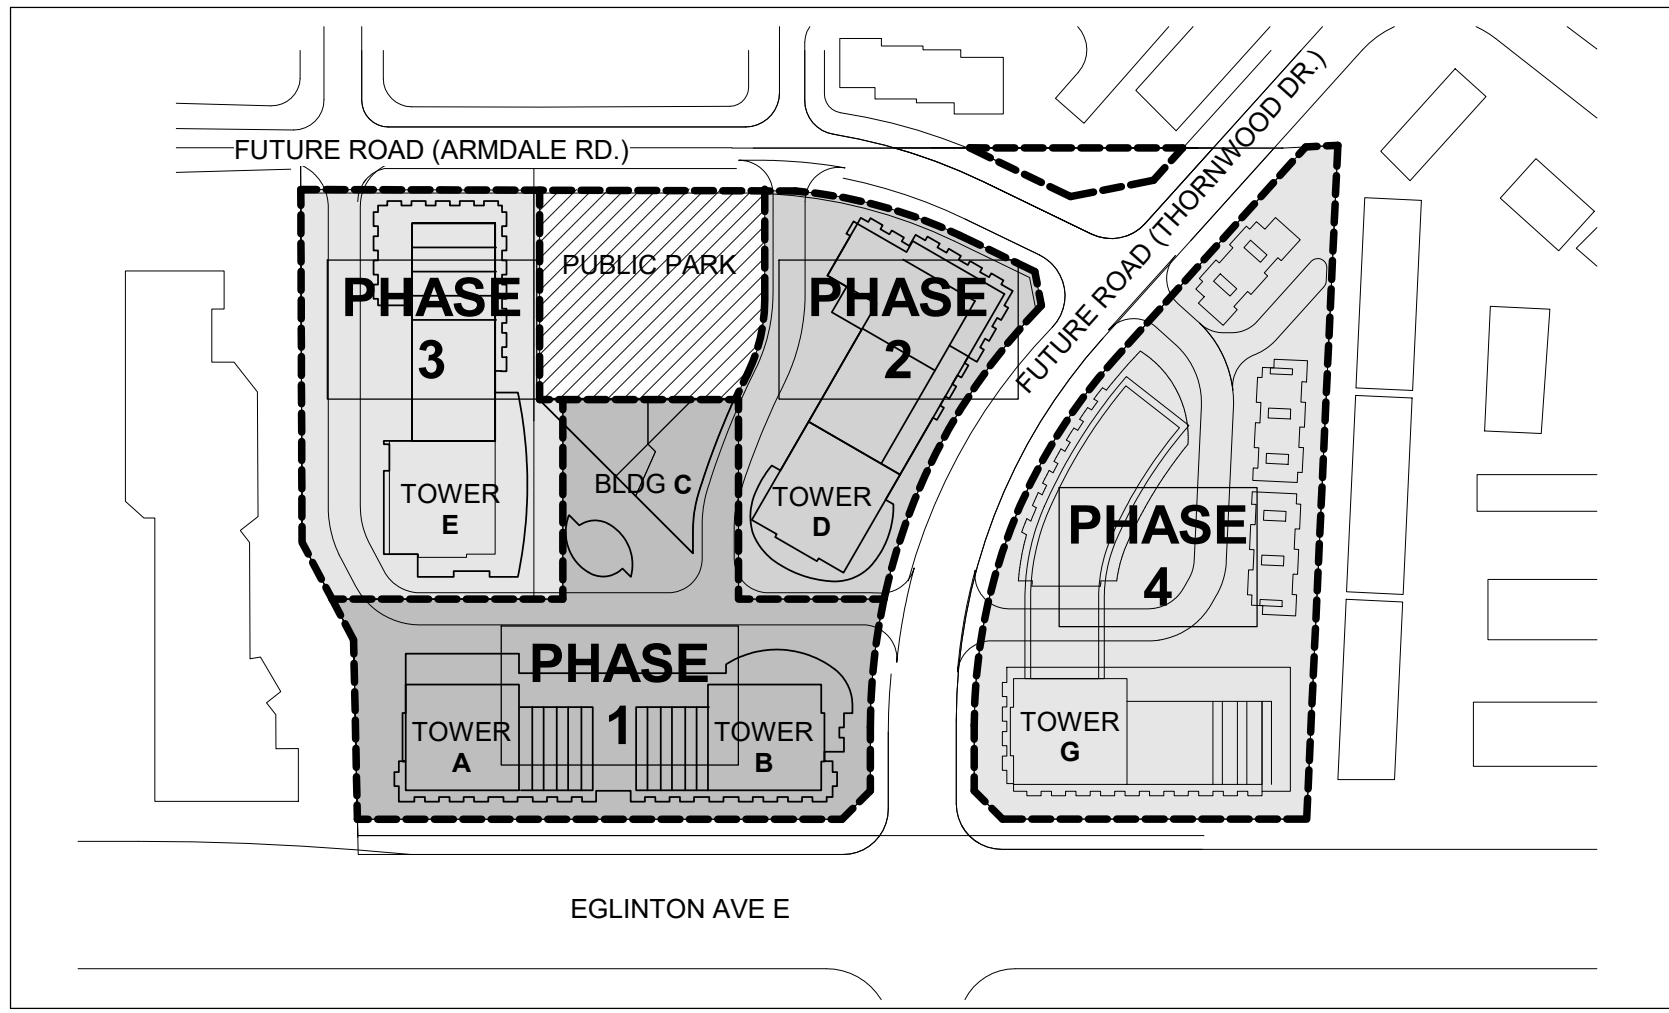 FUTURE ROAD (ARMDALE RD.)
FUTURE ROAD (THORNWOOD DR.)
PUBLIC PARK
PHASE
3
PHASE
2
TOWER
E
BLDG C
TOWER
D
PHASE
4
PHASE
1
TOWER
A
TOWER
B
TOWER
G
EGLINTON AVE E